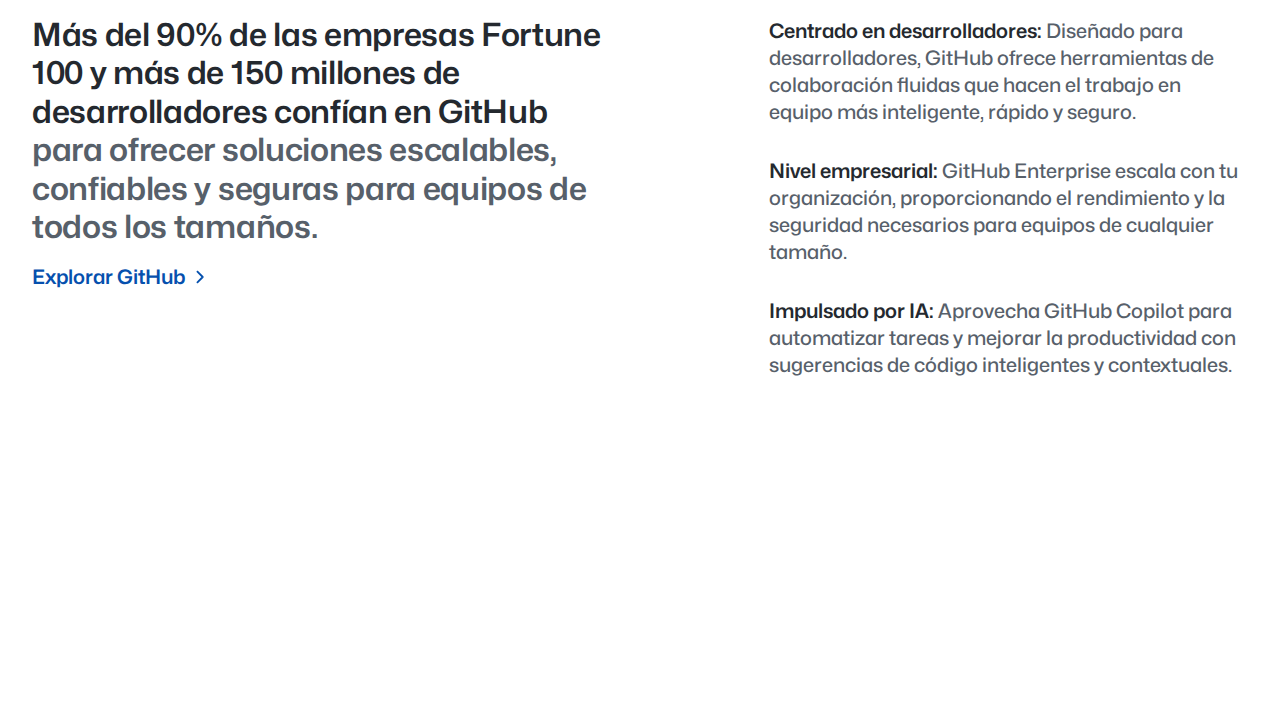 Más del 90% de las empresas Fortune
100 y más de 150 millones de
desarrolladores confían en GitHub
para ofrecer soluciones escalables,
confiables y seguras para equipos de
todos los tamaños.
Explorar GitHub
Centrado en desarrolladores: Diseñado para
desarrolladores, GitHub ofrece herramientas de
colaboración fluidas que hacen el trabajo en
equipo más inteligente, rápido y seguro.
Nivel empresarial: GitHub Enterprise escala con tu
organización, proporcionando el rendimiento y la
seguridad necesarios para equipos de cualquier
tamaño.
Impulsado por IA: Aprovecha GitHub Copilot para
automatizar tareas y mejorar la productividad con
sugerencias de código inteligentes y contextuales.